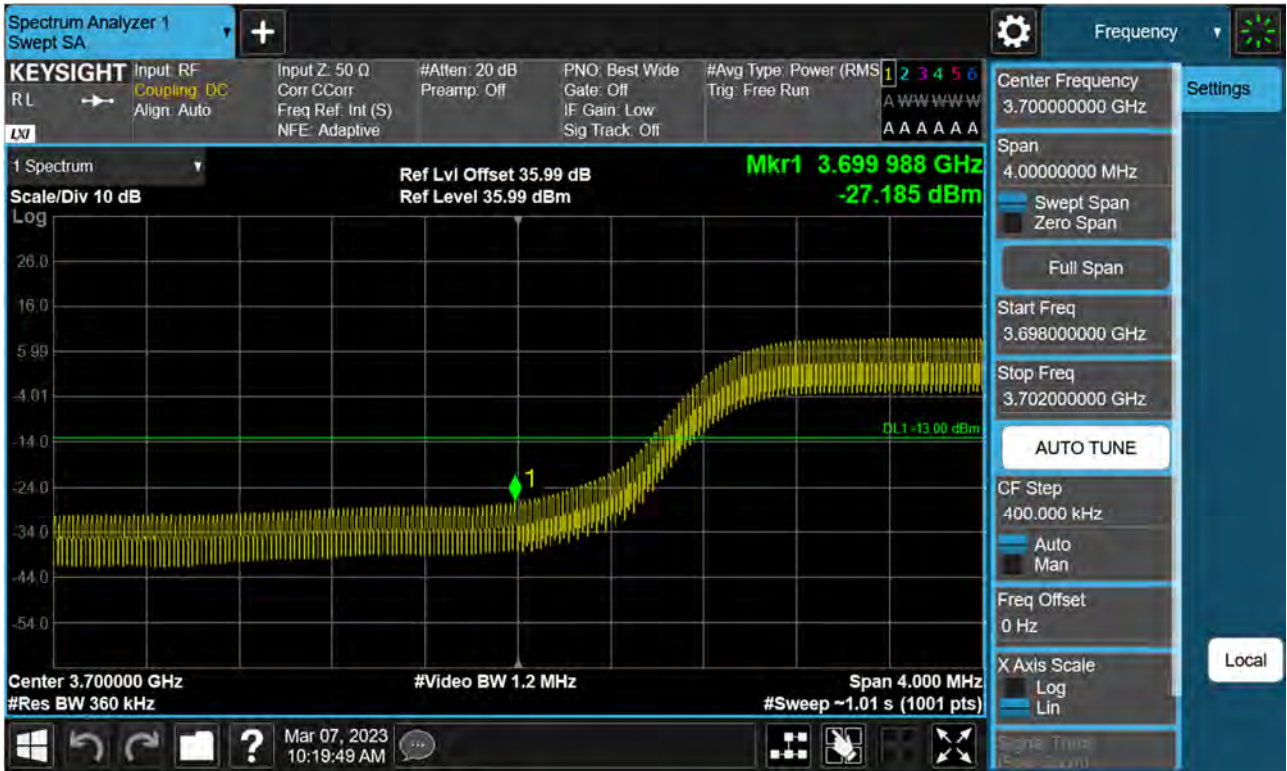 Spectrum Analyzer 1
Swept SA
+
Frequency
KEYSIGHT
RL
LXI
Input: RF
Coupling: DC
Align: Auto
Input Z: 50 Ω
Corr CCorr
Freq Ref: Int (S)
NFE: Adaptive
#Atten: 20 dB
Preamp: Off
PNO: Best Wide
Gate: Off
IF Gain: Low
Sig Track: Off
#Avg Type: Power (RMS
Trig: Free Run
1 2 3 4 5 6
A W W W W W
A A A A A A
1 Spectrum
Scale/Div 10 dB
Ref Lvl Offset 35.99 dB
Ref Level 35.99 dBm
Mkr1 3.699 988 GHz
-27.185 dBm
Log
26.0
16.0
5.99
-4.01
-14.0
-24.0
-34.0
-44.0
-54.0
DL1 -13.00 dBm
1
Center 3.700000 GHz
#Res BW 360 kHz
#Video BW 1.2 MHz
Span 4.000 MHz
#Sweep ~1.01 s (1001 pts)
Center Frequency
3.700000000 GHz
Span
4.00000000 MHz
Swept Span
Zero Span
Full Span
Start Freq
3.698000000 GHz
Stop Freq
3.702000000 GHz
AUTO TUNE
CF Step
400.000 kHz
Auto
Man
Freq Offset
0 Hz
X Axis Scale
Log
Lin
Settings
Local
?
Mar 07, 2023
10:19:49 AM